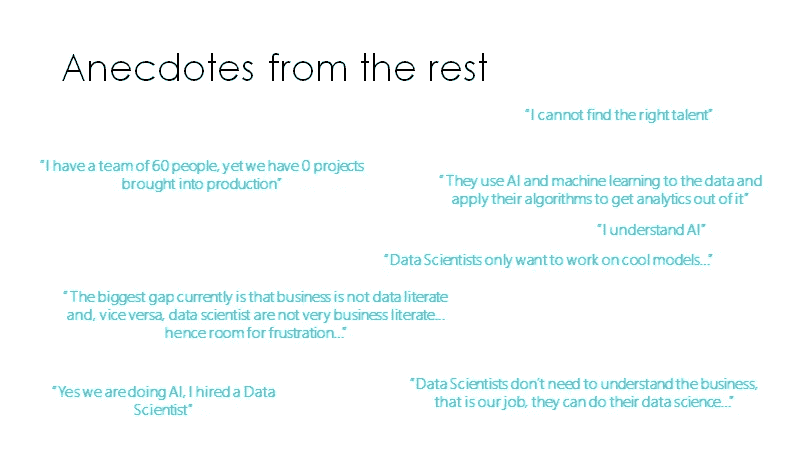 Anecdotes from the rest
"I cannot find the right talent"
"I have a team of 60 people, yet we have 0 projects
brought into production"
"They use AI and machine learning to the data and
apply their algorithms to get analytics out of it"
"I understand AI"
"Data Scientists only want to work on cool models..."
"The biggest gap currently is that business is not data literate
and, vice versa, data scientist are not very business literate...
hence room for frustration..."
"Yes we are doing AI, I hired a Data
Scientist"
"Data Scientists don't need to understand the business,
that is our job, they can do their data science..."